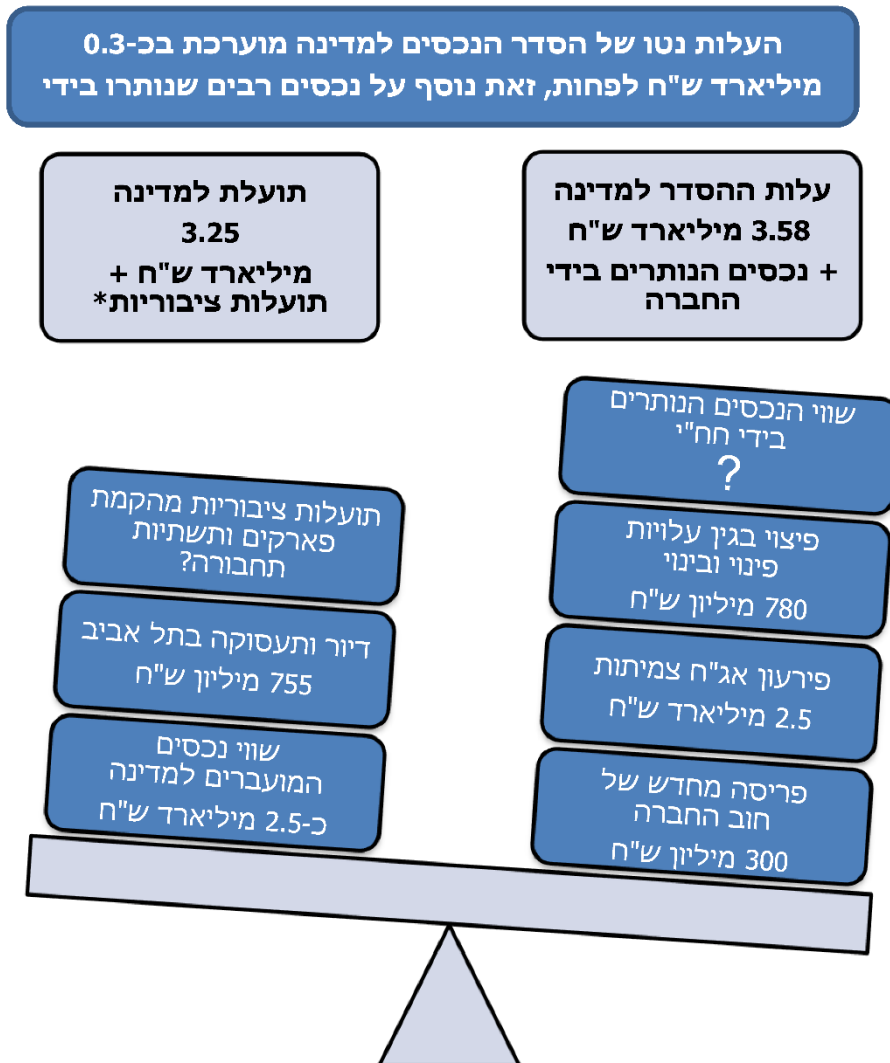 העלות נטו של הסדר הנכסים למדינה מוערכת בכ-0.3
מיליארד ש"ח לפחות, זאת נוסף על נכסים רבים שנותרו בידי
עלות ההסדר למדינה
3.58 מיליארד ש"ח
+ נכסים הנותרים בידי
החברה
תועלת למדינה
3.25
מיליארד ש"ח +
תועלות ציבוריות*
שווי הנכסים הנותרים
בידי חח"י
?
פיצוי בגין עלויות
פינוי ובינוי
780 מיליון ש"ח
פירעון אג"ח צמיתות
2.5 מיליארד ש"ח
פריסה מחדש של
חוב החברה
300 מיליון ש"ח
תועלות ציבוריות מהקמת
פארקים ותשתיות
תחבורה?
דיור ותעסוקה בתל אביב
755 מיליון ש"ח
שווי נכסים
המועברים למדינה
כ-2.5 מיליארד ש"ח